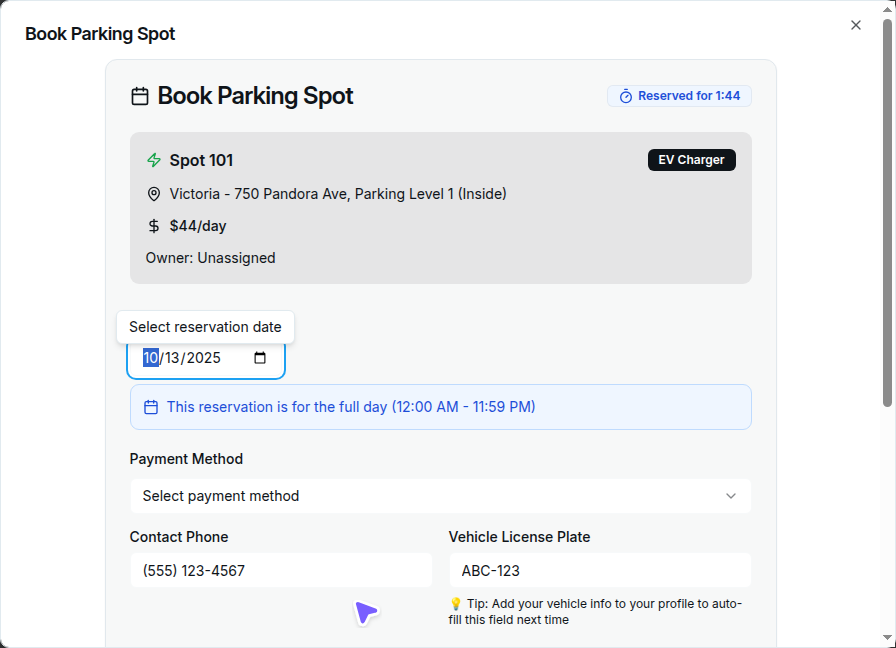 Book Parking Spot
Book Parking Spot
Reserved for 1:44
Spot 101
EV Charger
Victoria - 750 Pandora Ave, Parking Level 1 (Inside)
$44/day
Owner: Unassigned
Select reservation date
10/13/2025
This reservation is for the full day (12:00 AM - 11:59 PM)
Payment Method
Select payment method
Contact Phone
Vehicle License Plate
(555) 123-4567
ABC-123
💡 Tip: Add your vehicle info to your profile to auto-
fill this field next time